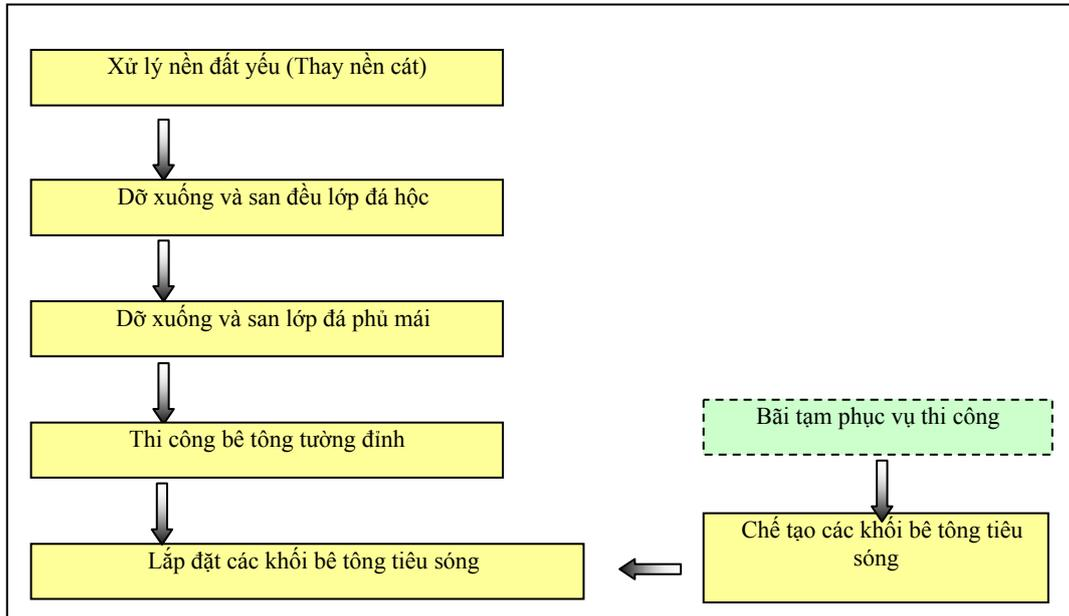 Xử lý nền đất yếu (Thay nền cát)
Dỡ xuống và san đều lớp đá hộc
Dỡ xuống và san lớp đá phủ mái
Thi công bê tông tường đỉnh
Lắp đặt các khối bê tông tiêu sóng
Bãi tạm phục vụ thi công
Chế tạo các khối bê tông tiêu
sóng